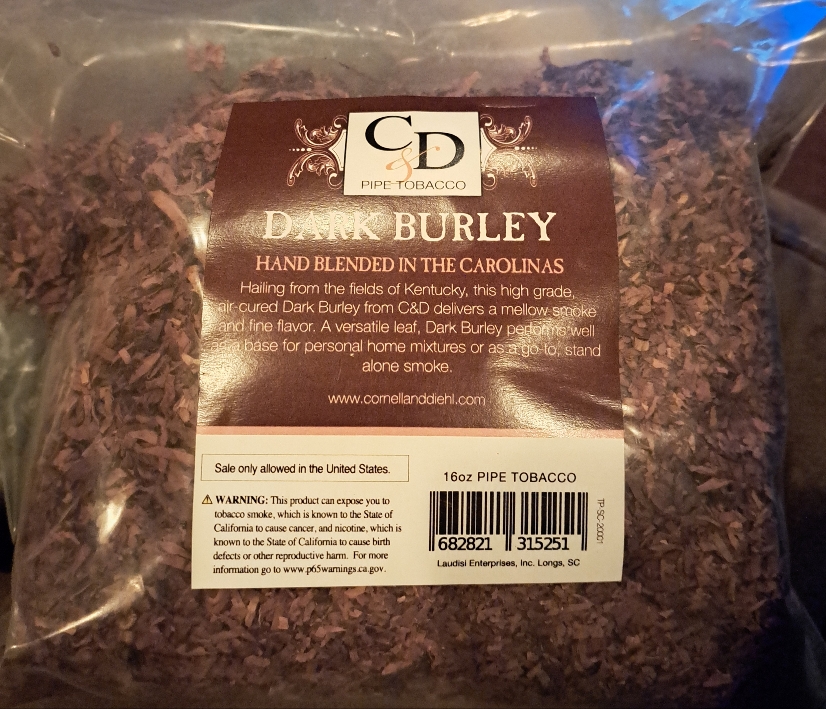 C&D
PIPE TOBACCO
DARK BURLEY
HAND BLENDED IN THE CAROLINAS
Hailing from the fields of Kentucky, this high grade,
air-cured Dark Burley from C&D delivers a mellow smoke
and fine flavor. A versatile leaf, Dark Burley performs well
as a base for personal home mixtures or as a go-to, stand
alone smoke.
www.cornellanddiehl.com
Sale only allowed in the United States.
⚠ WARNING: This product can expose you to
tobacco smoke, which is known to the State of
California to cause cancer, and nicotine, which is
known to the State of California to cause birth
defects or other reproductive harm. For more
information go to www.p65warnings.ca.gov.
16oz PIPE TOBACCO
682821 315251
Laudisi Enterprises, Inc. Longs, SC
TP-SC-20001